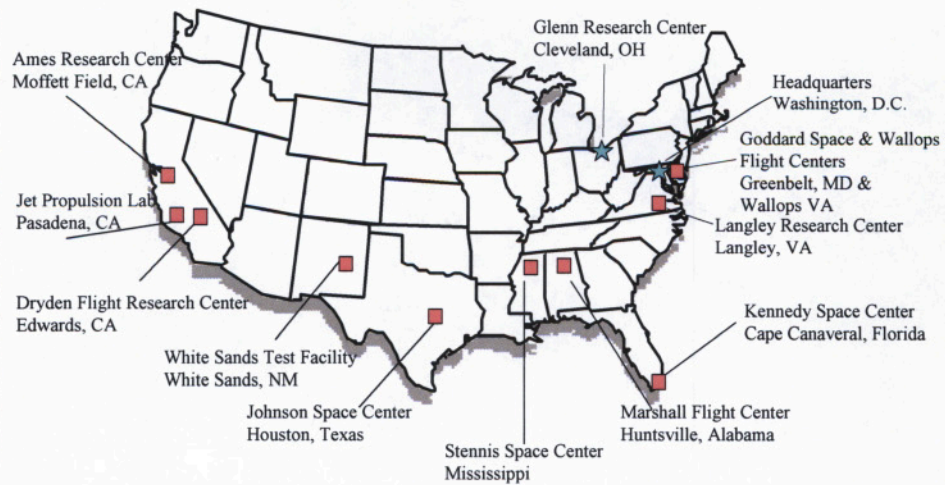 Glenn Research Center
Cleveland, OH
Ames Research Center
Moffett Field, CA
Headquarters
Washington, D.C.
Goddard Space & Wallops
Flight Centers
Greenbelt, MD &
Wallops VA
Jet Propulsion Lab
Pasadena, CA
Langley Research Center
Langley, VA
Dryden Flight Research Center
Edwards, CA
Kennedy Space Center
Cape Canaveral, Florida
White Sands Test Facility
White Sands, NM
Johnson Space Center
Houston, Texas
Marshall Flight Center
Huntsville, Alabama
Stennis Space Center
Mississippi